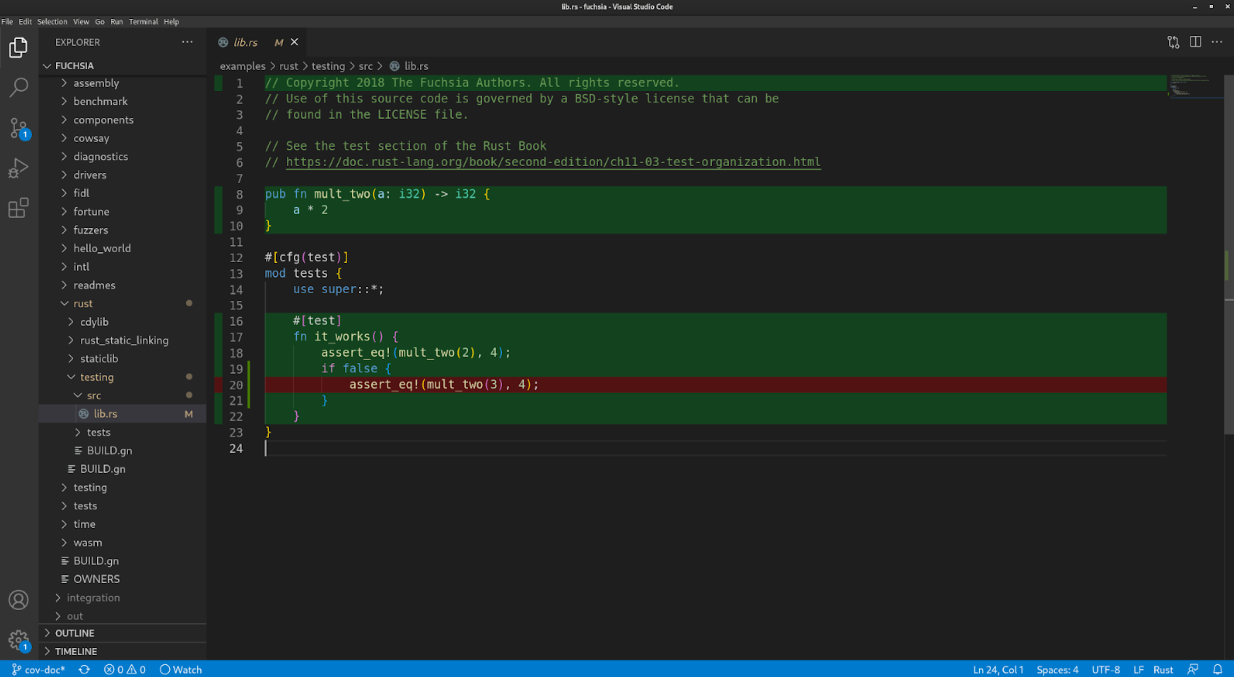 lib.rs - fuchsia - Visual Studio Code
File Edit Selection View Go Run Terminal Help
EXPLORER
FUCHSIA
assembly
benchmark
components
cowsay
diagnostics
drivers
fidl
fortune
fuzzers
hello_world
intl
readmes
rust
cdylib
rust_static_linking
staticlib
testing
src
lib.rs M
tests
BUILD.gn
BUILD.gn
testing
tests
time
wasm
BUILD.gn
OWNERS
integration
out
OUTLINE
TIMELINE
1
1
lib.rs M
examples > rust > testing > src > lib.rs
1 // Copyright 2018 The Fuchsia Authors. All rights reserved.
2 // Use of this source code is governed by a BSD-style license that can be
3 // found in the LICENSE file.
4
5 // See the test section of the Rust Book
6 // https://doc.rust-lang.org/book/second-edition/ch11-03-test-organization.html
7
8 pub fn mult_two(a: i32) -> i32 {
9     a * 2
10 }
11
12 #[cfg(test)]
13 mod tests {
14     use super::*;
15
16     #[test]
17     fn it_works() {
18         assert_eq!(mult_two(2), 4);
19         if false {
20             assert_eq!(mult_two(3), 4);
21         }
22     }
23 }
24
cov-doc* 0 0 Watch Ln 24, Col 1 Spaces: 4 UTF-8 LF Rust